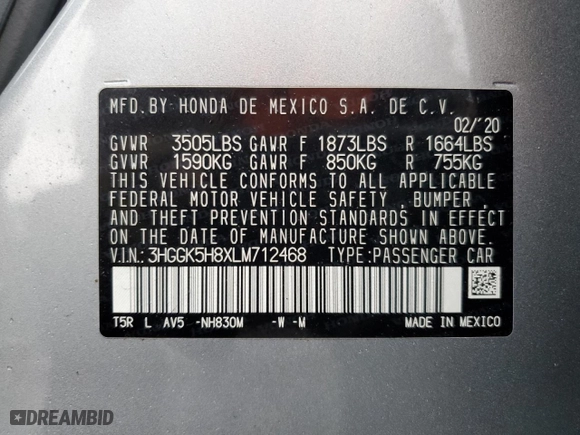 MFD. BY HONDA DE MEXICO S.A. DE C.V.
02/'20
GVWR 3505LBS GAWR F 1873LBS R 1664LBS
GVWR 1590KG GAWR F 850KG R 755KG
THIS VEHICLE CONFORMS TO ALL APPLICABLE
FEDERAL MOTOR VEHICLE SAFETY , BUMPER ,
AND THEFT PREVENTION STANDARDS IN EFFECT
ON THE DATE OF MANUFACTURE SHOWN ABOVE.
V.I.N: 3HGGK5H8XLM712468 TYPE:PASSENGER CAR
T5R L AV5 -NH830M -W -M MADE IN MEXICO
DREAMBID